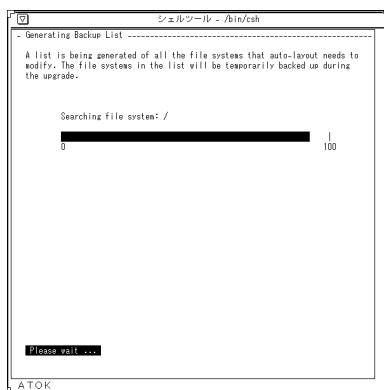 シェルツール - /bin/csh
- Generating Backup List --------------------------------------------------
A list is being generated of all the file systems that auto-layout needs to
modify. The file systems in the list will be temporarily backed up during
the upgrade.
Searching file system: /
0 100
Please wait ...
ATOK